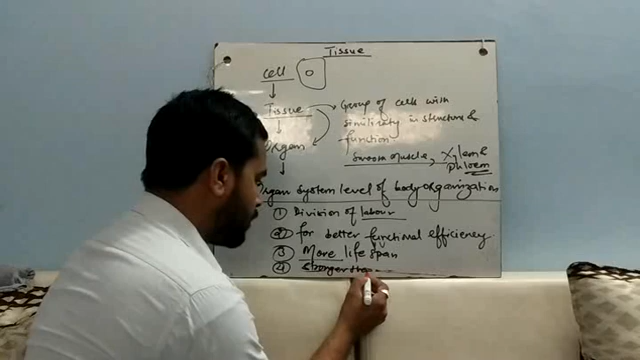 Tissue
Cell
Tissue → Group of cells with
similarity in structure &
function.
Organ
Smooth muscle, Xylem &
phloem
Organ System level of body organization
① Division of labour
② for better functional efficiency
③ More life span
④